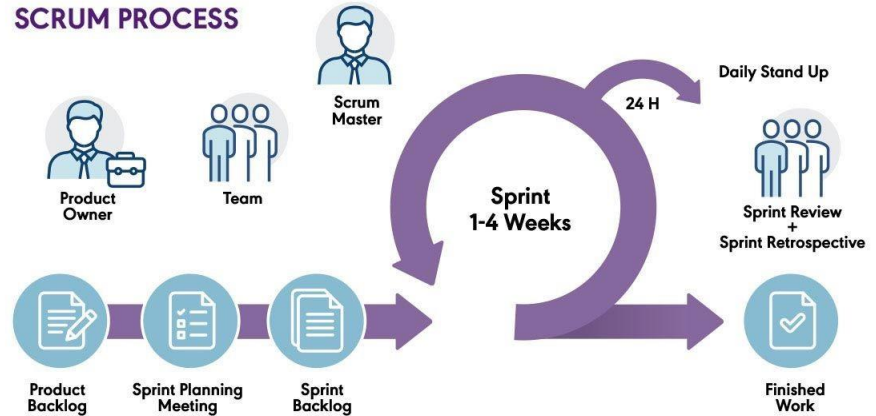 SCRUM PROCESS
Scrum
Master
Product
Owner
Team
24 H
Daily Stand Up
Sprint
1-4 Weeks
Sprint Review
+
Sprint Retrospective
Product
Backlog
Sprint Planning
Meeting
Sprint
Backlog
Finished
Work